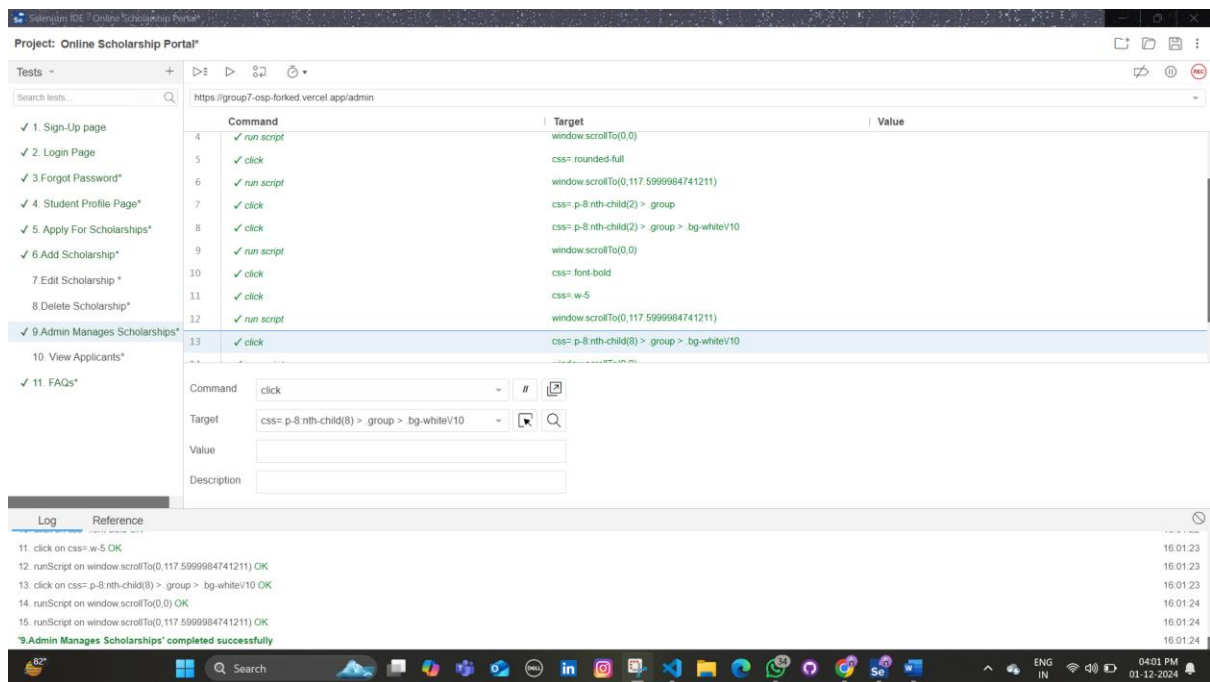 Selenium IDE - Online Scholarship Portal*
Project: Online Scholarship Portal*
Tests
Search tests...
https://group7-osp-forked.vercel.app/admin
Command Target Value
✓ 1. Sign-Up page
✓ 2. Login Page
✓ 3.Forgot Password*
✓ 4. Student Profile Page*
✓ 5. Apply For Scholarships*
✓ 6.Add Scholarship*
7.Edit Scholarship *
8.Delete Scholarship*
✓ 9.Admin Manages Scholarships*
10. View Applicants*
✓ 11. FAQs*
4 ✓ run script window.scrollTo(0,0)
5 ✓ click css=.rounded-full
6 ✓ run script window.scrollTo(0,117.5999984741211)
7 ✓ click css=.p-8:nth-child(2) > .group
8 ✓ click css=.p-8:nth-child(2) > .group > .bg-white\/10
9 ✓ run script window.scrollTo(0,0)
10 ✓ click css=.font-bold
11 ✓ click css=.w-5
12 ✓ run script window.scrollTo(0,117.5999984741211)
13 ✓ click css=.p-8:nth-child(8) > .group > .bg-white\/10
Command click //
Target css=.p-8:nth-child(8) > .group > .bg-white\/10
Value
Description
Log Reference
11. click on css=.w-5 OK 16:01:23
12. runScript on window.scrollTo(0,117.5999984741211) OK 16:01:23
13. click on css=.p-8:nth-child(8) > .group > .bg-white\/10 OK 16:01:23
14. runScript on window.scrollTo(0,0) OK 16:01:24
15. runScript on window.scrollTo(0,117.5999984741211) OK 16:01:24
'9.Admin Manages Scholarships' completed successfully 16:01:24
82°
Search
ENG
IN
04:01 PM
01-12-2024